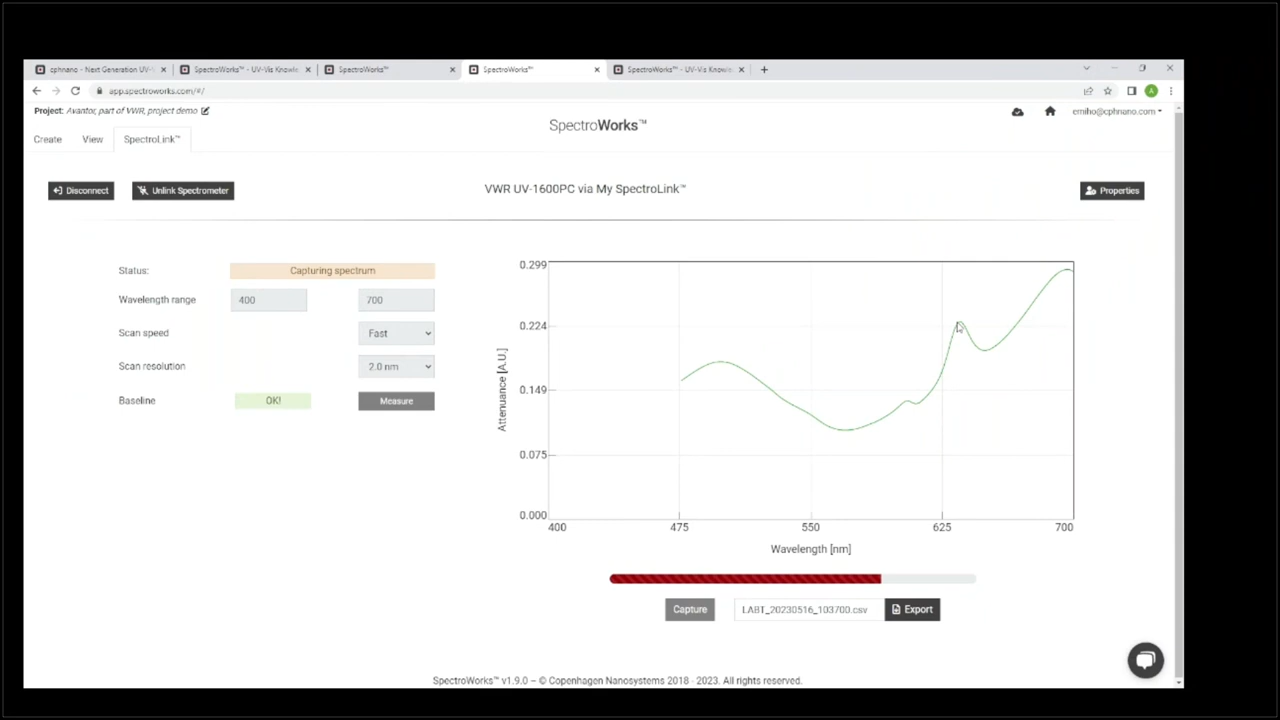 cphnano - Next Generation UV-
SpectroWorks™ - UV-Vis Knowle
SpectroWorks™
SpectroWorks™
SpectroWorks™ - UV-Vis Knowle
app.spectroworks.com/#/
A
Project: Avantor, part of VWR, project demo
SpectroWorks™
emiho@cphnano.com
Create View SpectroLink™
Disconnect Unlink Spectrometer
VWR UV-1600PC via My SpectroLink™
Properties
Status: Capturing spectrum
Wavelength range 400 700
Scan speed Fast
Scan resolution 2.0 nm
Baseline OK! Measure
Attenuance [A.U.]
0.299
0.224
0.149
0.075
0.000
400 475 550 625 700
Wavelength [nm]
Capture LABT_20230516_103700.csv Export
SpectroWorks™ v1.9.0 – © Copenhagen Nanosystems 2018 - 2023. All rights reserved.